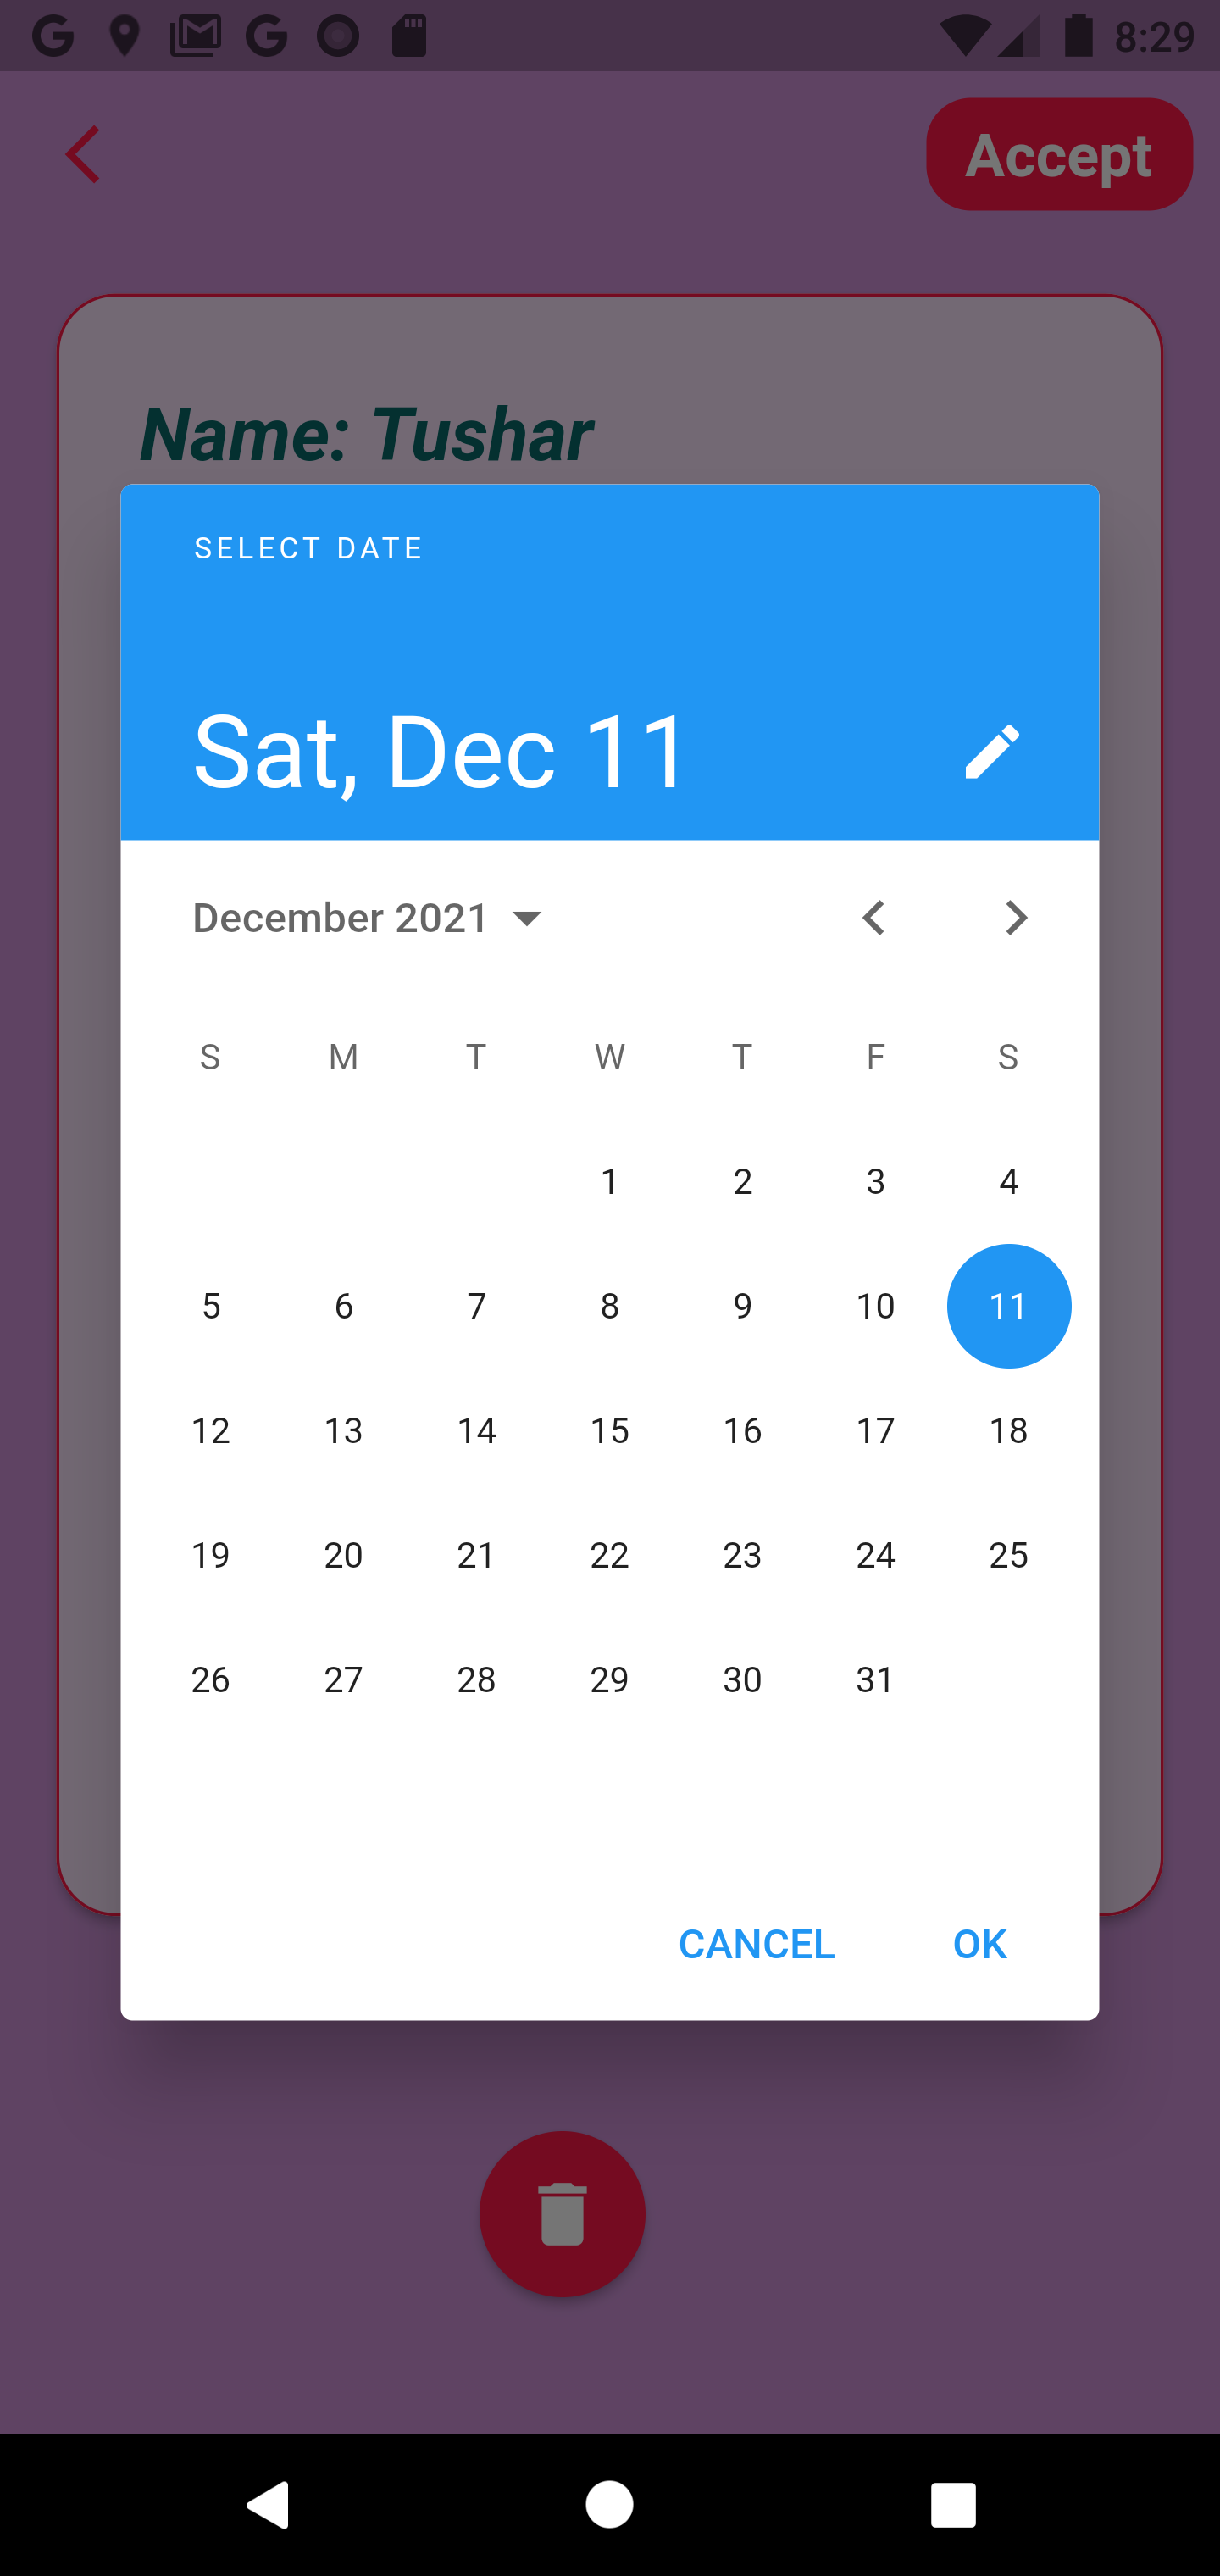 8:29
Accept
Name: Tushar
SELECT DATE
Sat, Dec 11
December 2021
S M T W T F S
1 2 3 4
5 6 7 8 9 10 11
12 13 14 15 16 17 18
19 20 21 22 23 24 25
26 27 28 29 30 31
CANCEL OK